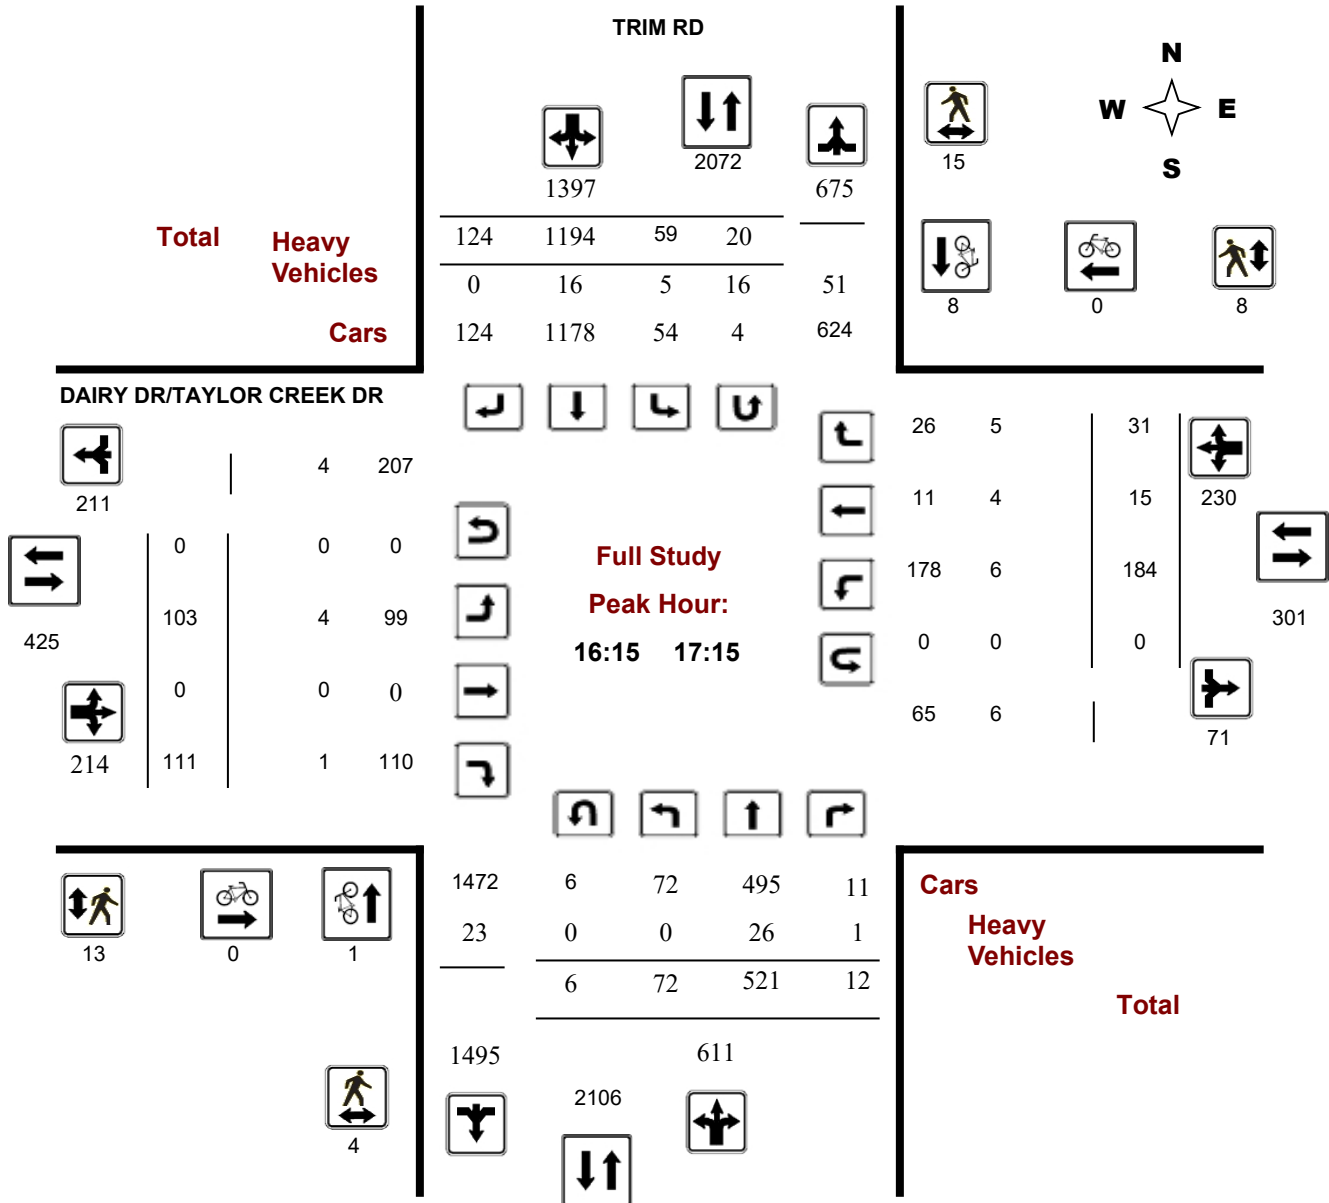 TRIM RD
N
W E
S
2072
15
1397
675
Total Heavy Vehicles
124 1194 59 20
0 16 5 16 51
Cars 124 1178 54 4 624
8 0 8
DAIRY DR/TAYLOR CREEK DR
26 5 31
4 207
211
11 4 15 230
0 0 0
Full Study
Peak Hour:
16:15 17:15
178 6 184
103 4 99
425
301
0 0 0
0 0 0
65 6
71
214 111 1 110
1472 6 72 495 11
23 0 0 26 1
6 72 521 12
Cars
Heavy
Vehicles
Total
13 0 1
1495 611
2106
4